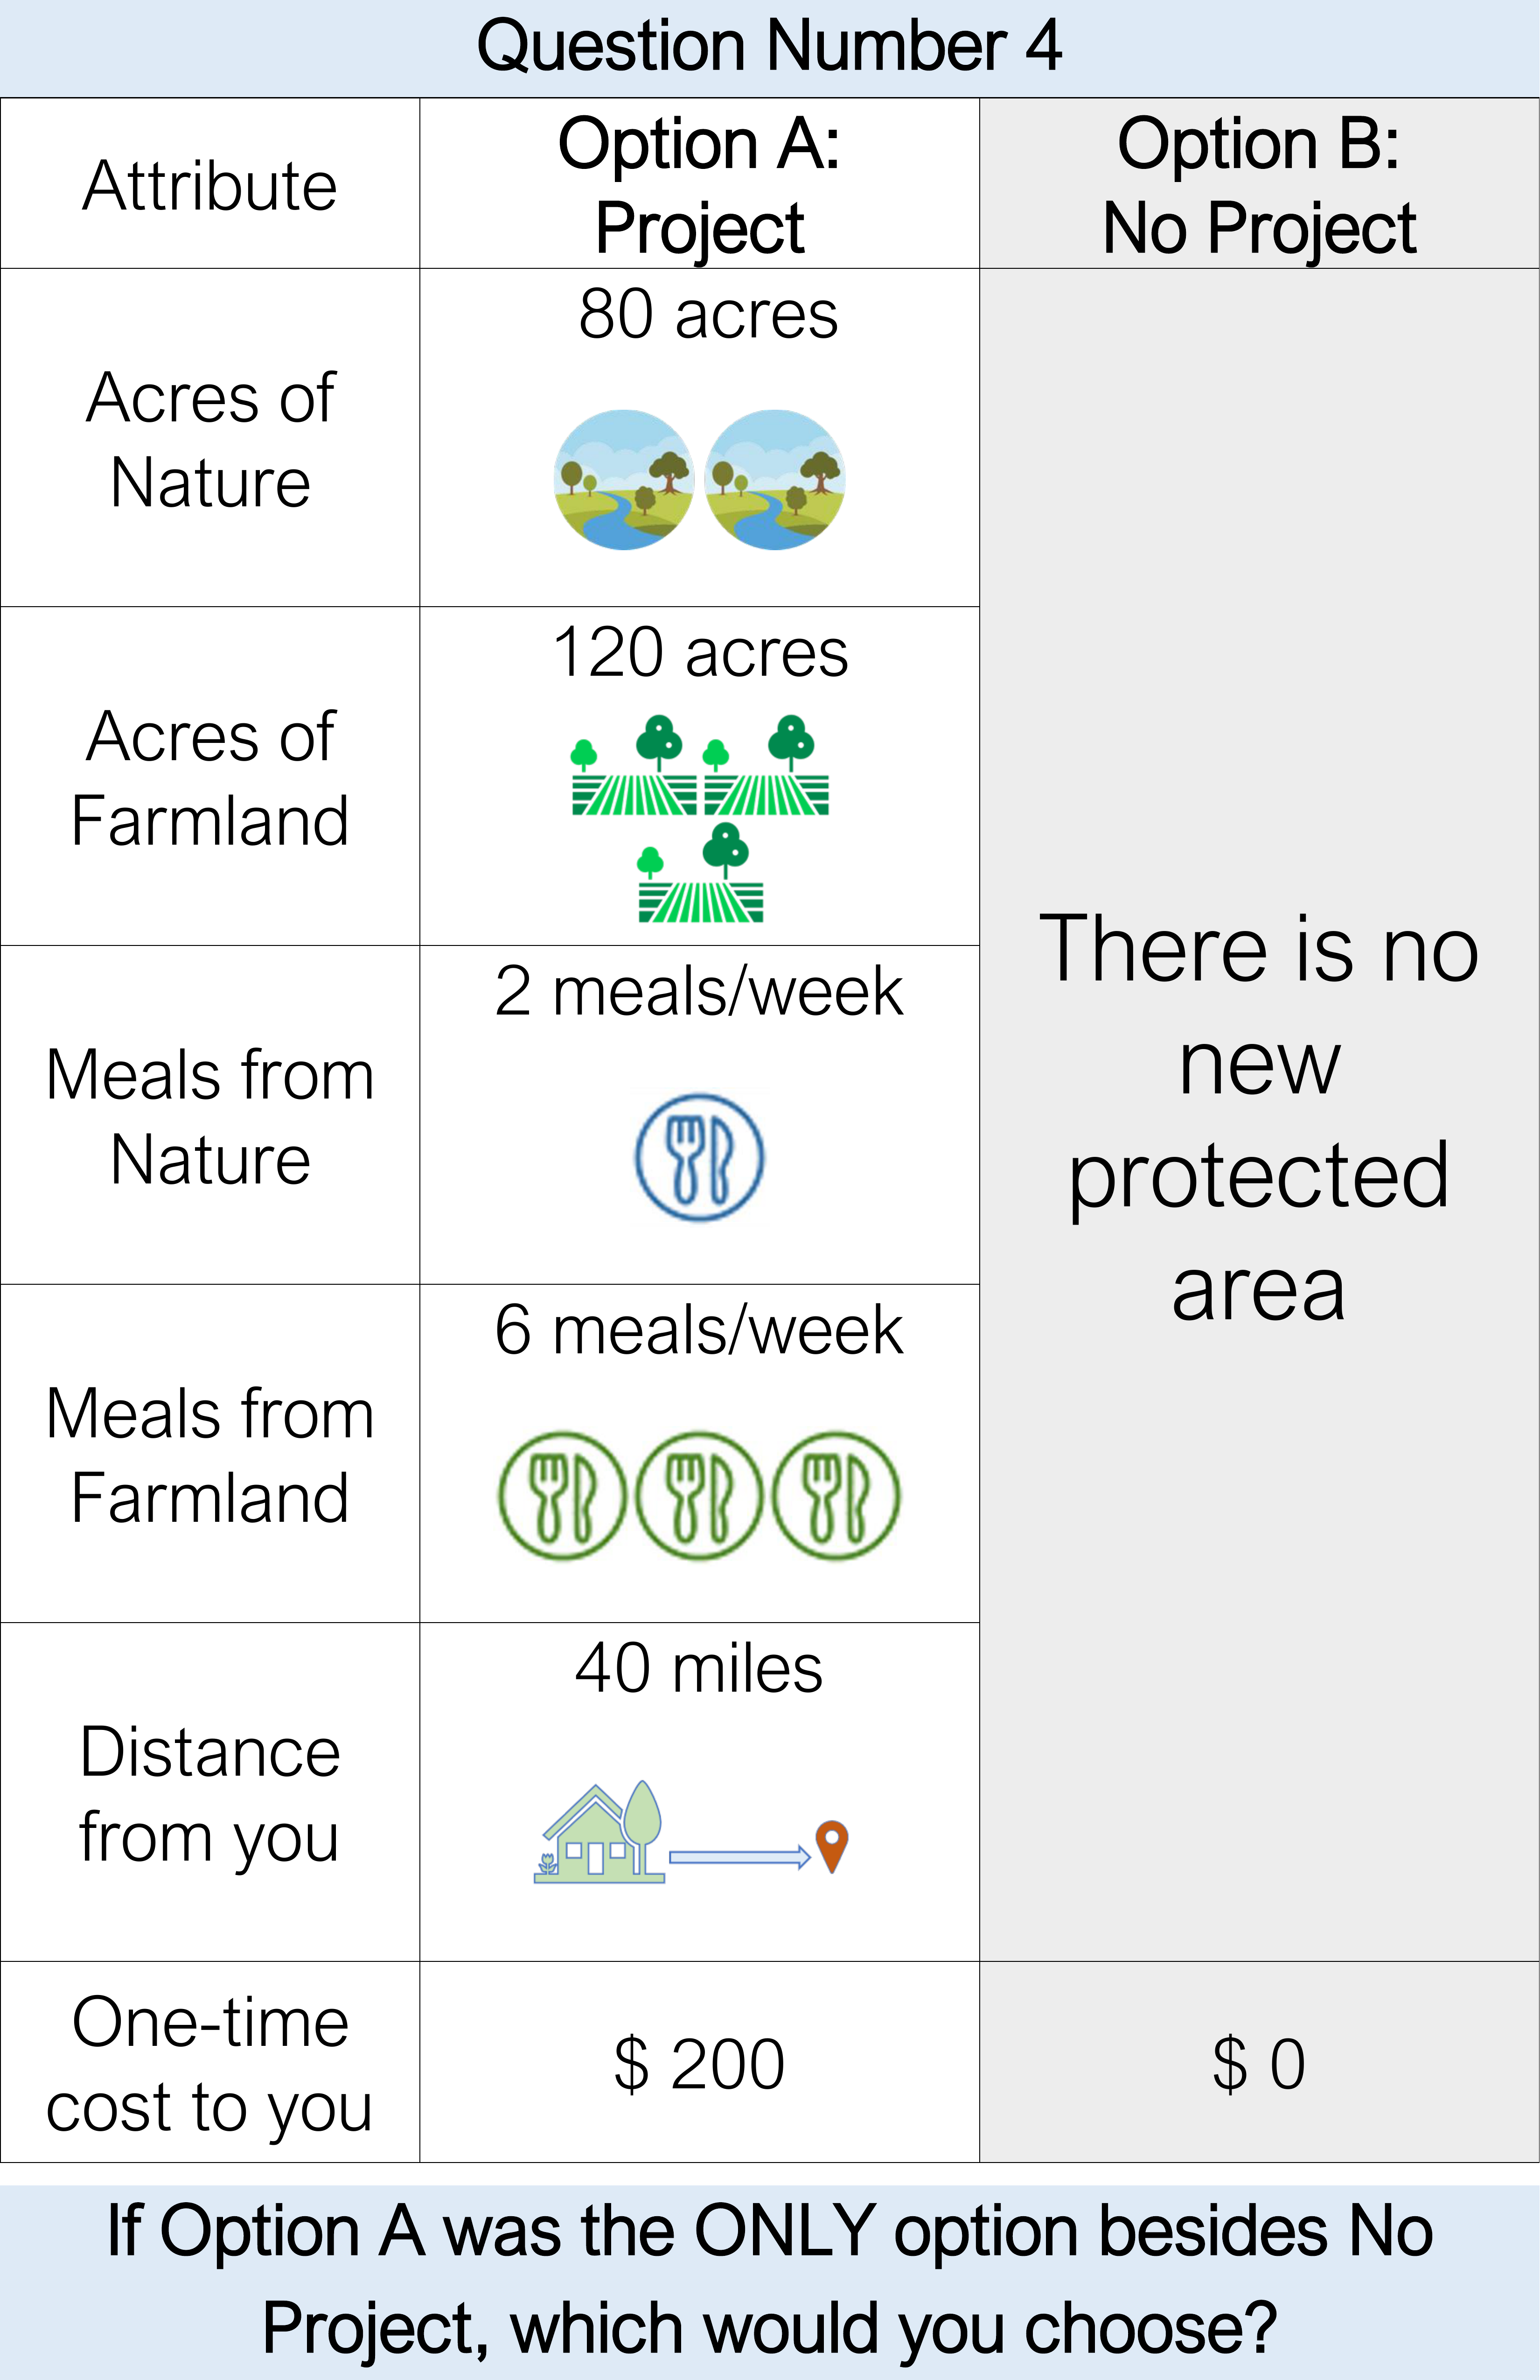 Question Number 4
Attribute
Option A:
Project
Option B:
No Project
Acres of
Nature
80 acres
Acres of
Farmland
120 acres
Meals from
Nature
2 meals/week
Meals from
Farmland
6 meals/week
Distance
from you
40 miles
There is no
new
protected
area
One-time
cost to you
$ 200
$ 0
If Option A was the ONLY option besides No
Project, which would you choose?